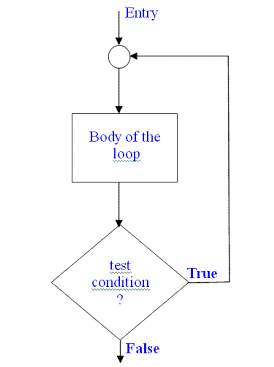 Entry
Body of the
loop
test
condition
?
True
False